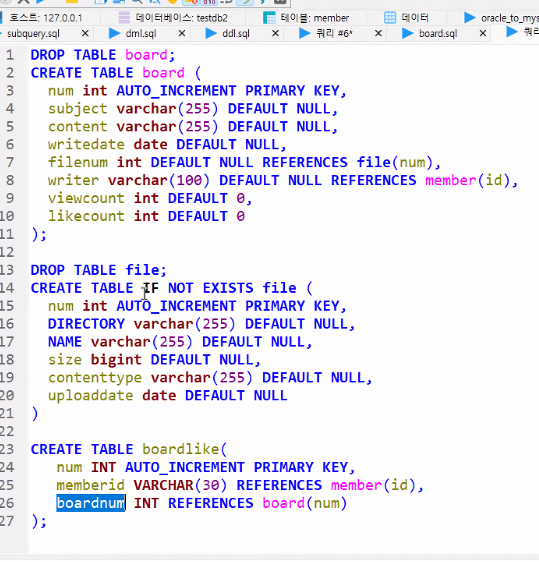 호스트: 127.0.0.1 데이터베이스: testdb2 테이블: member 데이터 oracle_to_mys
subquery.sql dml.sql ddl.sql 쿼리 #6* board.sql 쿼리
1 DROP TABLE board;
2 CREATE TABLE board (
3 num int AUTO_INCREMENT PRIMARY KEY,
4 subject varchar(255) DEFAULT NULL,
5 content varchar(255) DEFAULT NULL,
6 writedate date DEFAULT NULL,
7 filenum int DEFAULT NULL REFERENCES file(num),
8 writer varchar(100) DEFAULT NULL REFERENCES member(id),
9 viewcount int DEFAULT 0,
10 likecount int DEFAULT 0
11 );
12
13 DROP TABLE file;
14 CREATE TABLE IF NOT EXISTS file (
15 num int AUTO_INCREMENT PRIMARY KEY,
16 DIRECTORY varchar(255) DEFAULT NULL,
17 NAME varchar(255) DEFAULT NULL,
18 size bigint DEFAULT NULL,
19 contenttype varchar(255) DEFAULT NULL,
20 uploaddate date DEFAULT NULL
21 )
22
23 CREATE TABLE boardlike(
24 num INT AUTO_INCREMENT PRIMARY KEY,
25 memberid VARCHAR(30) REFERENCES member(id),
26 boardnum INT REFERENCES board(num)
27 );